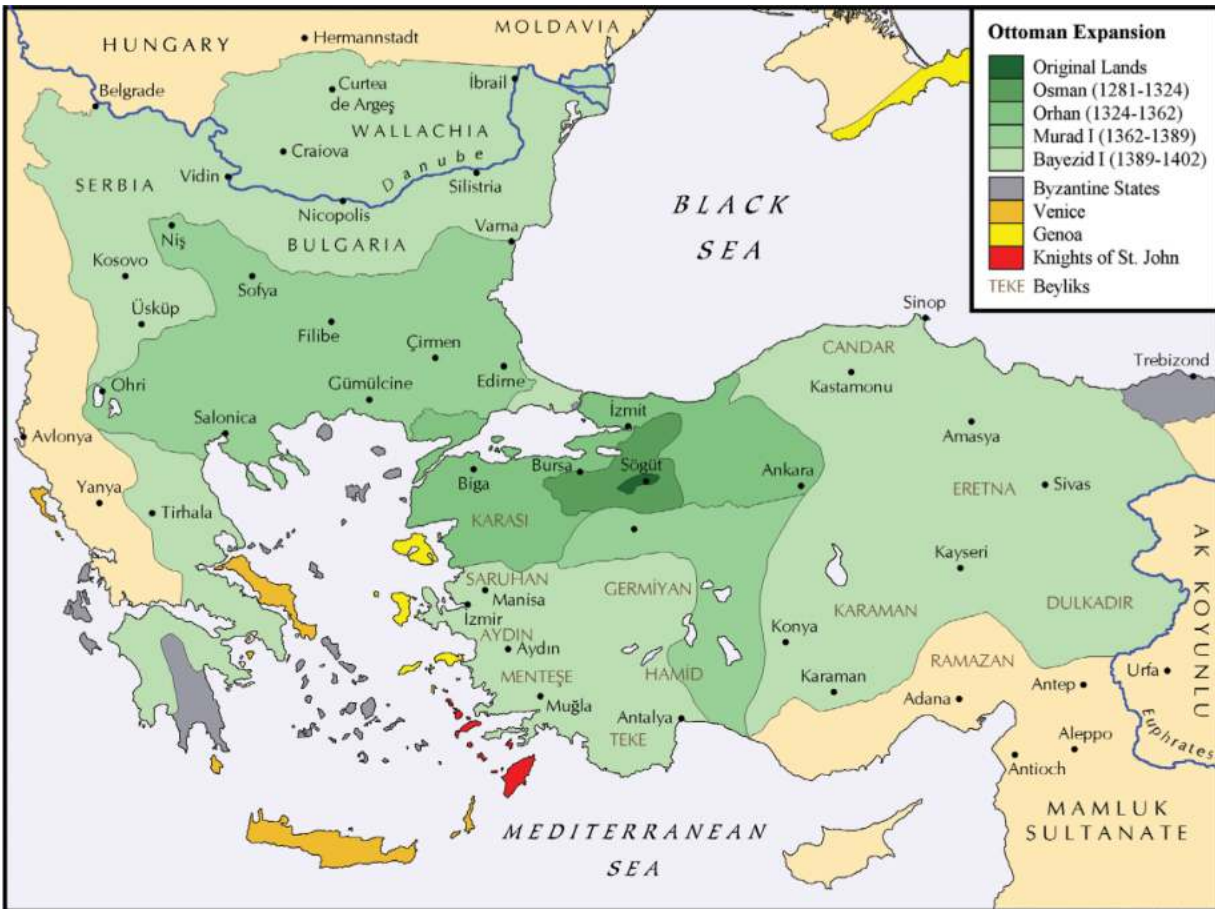 HUNGARY
MOLDAVIA
Hermannstadt
Belgrade
Curtea
de Argeş
İbrail
WALLACHIA
Craiova
Danube
Vidin
Silistria
Nicopolis
SERBIA
BULGARIA
Varna
Niş
Kosovo
Sofya
Üsküp
Filibe
Çirmen
Edirne
Gümülcine
Ohri
Salonica
Avlonya
Yanya
Tirhala
BLACK
SEA
Sinop
CANDAR
Kastamonu
Trebizond
Amasya
İzmit
Bursa
Sögüt
Ankara
Biga
KARASI
ERETNA
Sivas
Kayseri
SARUHAN
Manisa
İzmir
AYDIN
Aydın
GERMİYAN
KARAMAN
DULKADIR
AK KOYUNLU
Konya
MENTEŞE
HAMİD
Muğla
Karaman
RAMAZAN
Adana
Antep
Urfa
Euphrates
Antalya
TEKE
Aleppo
Antioch
MAMLUK
SULTANATE
MEDITERRANEAN
SEA
Ottoman Expansion
Original Lands
Osman (1281-1324)
Orhan (1324-1362)
Murad I (1362-1389)
Bayezid I (1389-1402)
Byzantine States
Venice
Genoa
Knights of St. John
TEKE Beyliks